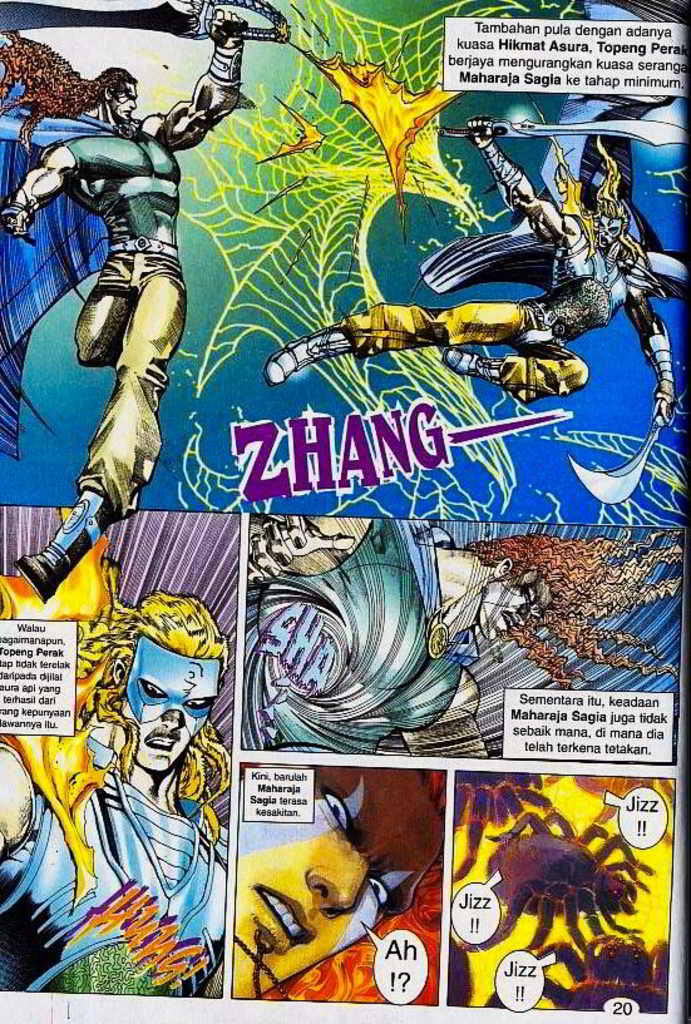 Tambahan pula dengan adanya
kuasa Hikmat Asura, Topeng Perak
berjaya mengurangkan kuasa serangan
Maharaja Sagia ke tahap minimum.
ZHANG
Walau
bagaimanapun,
Topeng Perak
tetap tidak terelak
daripada dijilat
aura api yang
terhasil dari
lawannya itu.
HUNG!!
SHA
Sementara itu, keadaan
Maharaja Sagia juga tidak
sebaik mana, di mana dia
telah terkena tetakan.
Kini, barulah
Maharaja
Sagia terasa
kesakitan.
Ah
!?
Jizz
!!
Jizz
!!
Jizz
!!
20